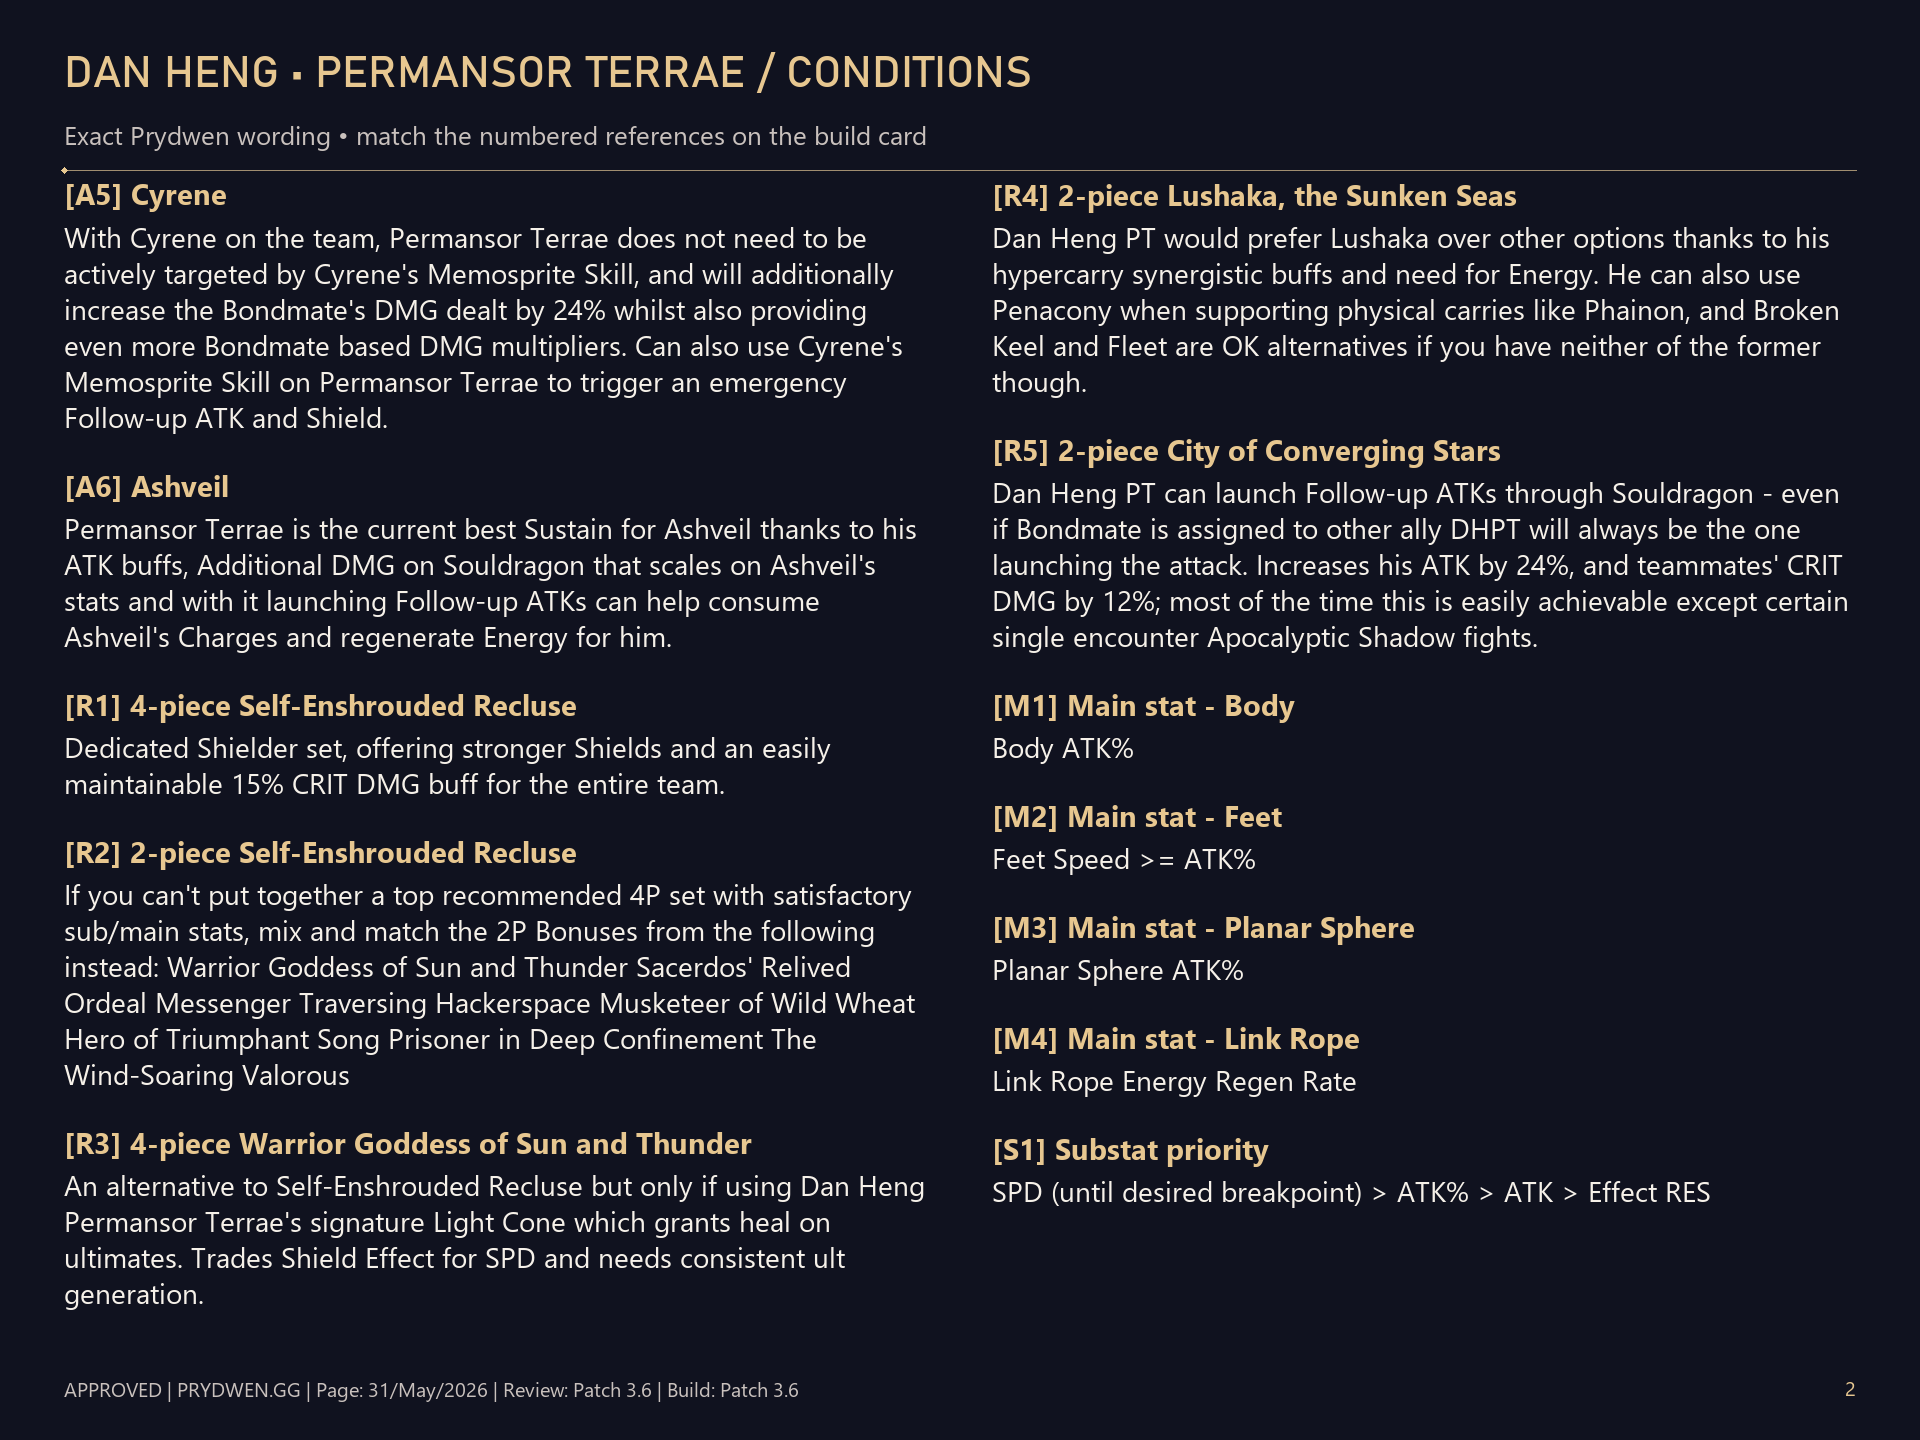 DAN HENG • PERMANSOR TERRAE / CONDITIONS
Exact Prydwen wording • match the numbered references on the build card
[A5] Cyrene
With Cyrene on the team, Permansor Terrae does not need to be
actively targeted by Cyrene's Memosprite Skill, and will additionally
increase the Bondmate's DMG dealt by 24% whilst also providing
even more Bondmate based DMG multipliers. Can also use Cyrene's
Memosprite Skill on Permansor Terrae to trigger an emergency
Follow-up ATK and Shield.
[A6] Ashveil
Permansor Terrae is the current best Sustain for Ashveil thanks to his
ATK buffs, Additional DMG on Souldragon that scales on Ashveil's
stats and with it launching Follow-up ATKs can help consume
Ashveil's Charges and regenerate Energy for him.
[R1] 4-piece Self-Enshrouded Recluse
Dedicated Shielder set, offering stronger Shields and an easily
maintainable 15% CRIT DMG buff for the entire team.
[R2] 2-piece Self-Enshrouded Recluse
If you can't put together a top recommended 4P set with satisfactory
sub/main stats, mix and match the 2P Bonuses from the following
instead: Warrior Goddess of Sun and Thunder Sacerdos' Relived
Ordeal Messenger Traversing Hackerspace Musketeer of Wild Wheat
Hero of Triumphant Song Prisoner in Deep Confinement The
Wind-Soaring Valorous
[R3] 4-piece Warrior Goddess of Sun and Thunder
An alternative to Self-Enshrouded Recluse but only if using Dan Heng
Permansor Terrae's signature Light Cone which grants heal on
ultimates. Trades Shield Effect for SPD and needs consistent ult
generation.
[R4] 2-piece Lushaka, the Sunken Seas
Dan Heng PT would prefer Lushaka over other options thanks to his
hypercarry synergistic buffs and need for Energy. He can also use
Penacony when supporting physical carries like Phainon, and Broken
Keel and Fleet are OK alternatives if you have neither of the former
though.
[R5] 2-piece City of Converging Stars
Dan Heng PT can launch Follow-up ATKs through Souldragon - even
if Bondmate is assigned to other ally DHPT will always be the one
launching the attack. Increases his ATK by 24%, and teammates' CRIT
DMG by 12%; most of the time this is easily achievable except certain
single encounter Apocalyptic Shadow fights.
[M1] Main stat - Body
Body ATK%
[M2] Main stat - Feet
Feet Speed >= ATK%
[M3] Main stat - Planar Sphere
Planar Sphere ATK%
[M4] Main stat - Link Rope
Link Rope Energy Regen Rate
[S1] Substat priority
SPD (until desired breakpoint) > ATK% > ATK > Effect RES
APPROVED | PRYDWEN.GG | Page: 31/May/2026 | Review: Patch 3.6 | Build: Patch 3.6
2